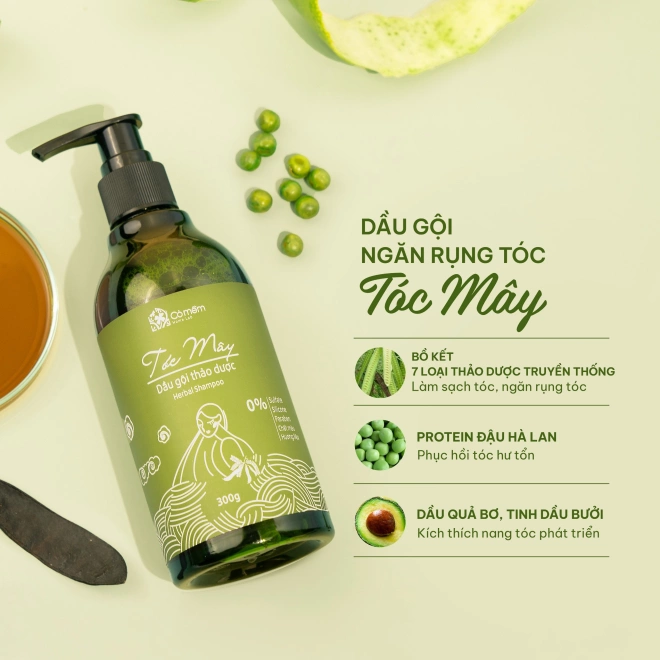 DẦU GỘI
NGĂN RỤNG TÓC
Tóc Mây
BỒ KẾT
7 LOẠI THẢO DƯỢC TRUYỀN THỐNG
Làm sạch tóc, ngăn rụng tóc
PROTEIN ĐẬU HÀ LAN
Phục hồi tóc hư tổn
DẦU QUẢ BƠ, TINH DẦU BƯỞI
Kích thích nang tóc phát triển
Cỏ mềm
Tóc Mây
Dầu gội thảo dược
Herbal Shampoo
0%
Sulfate
Silicone
Paraben
300g